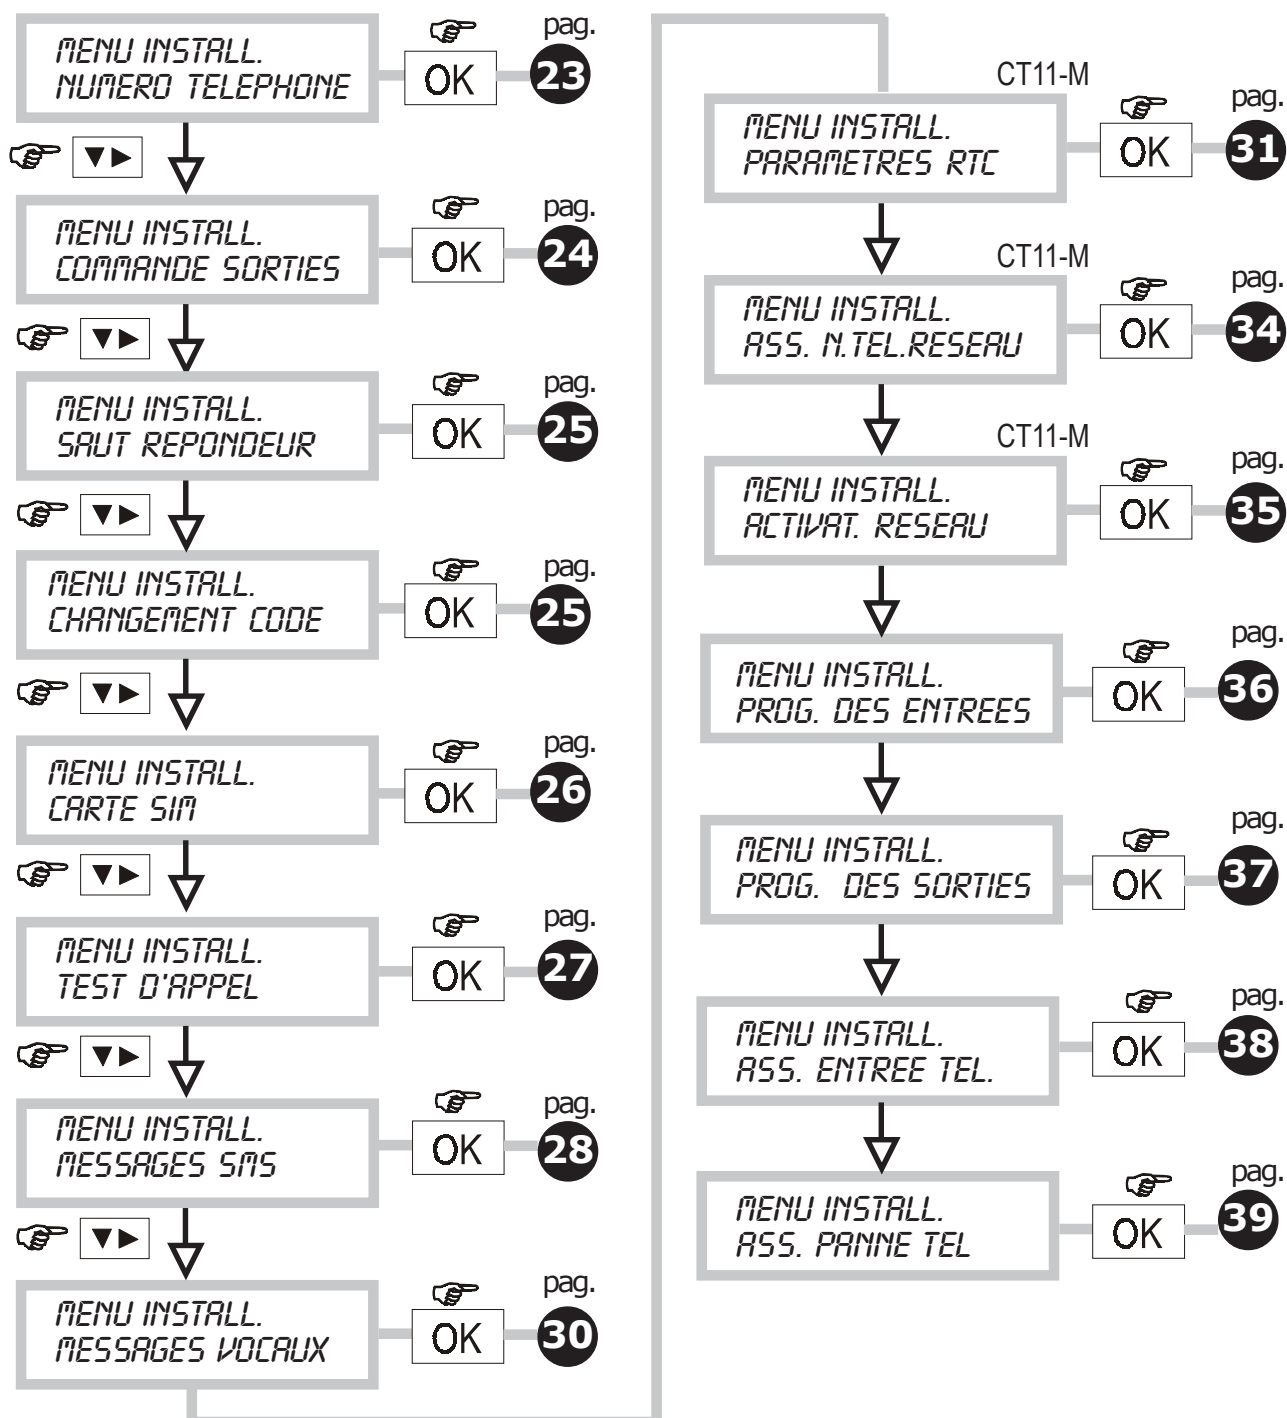 MENU INSTALL.
NUMERO TELEPHONE
OK
pag.
23
▼►
MENU INSTALL.
COMMANDE SORTIES
OK
pag.
24
▼►
MENU INSTALL.
SAUT REPONDEUR
OK
pag.
25
▼►
MENU INSTALL.
CHANGEMENT CODE
OK
pag.
25
▼►
MENU INSTALL.
CARTE SIM
OK
pag.
26
▼►
MENU INSTALL.
TEST D'APPEL
OK
pag.
27
▼►
MENU INSTALL.
MESSAGES SMS
OK
pag.
28
▼►
MENU INSTALL.
MESSAGES VOCAUX
OK
pag.
30
CT11-M
MENU INSTALL.
PARAMETRES RTC
OK
pag.
31
CT11-M
MENU INSTALL.
ASS. N.TEL.RESEAU
OK
pag.
34
CT11-M
MENU INSTALL.
ACTIVAT. RESEAU
OK
pag.
35
MENU INSTALL.
PROG. DES ENTREES
OK
pag.
36
MENU INSTALL.
PROG. DES SORTIES
OK
pag.
37
MENU INSTALL.
ASS. ENTREE TEL.
OK
pag.
38
MENU INSTALL.
ASS. PANNE TEL
OK
pag.
39